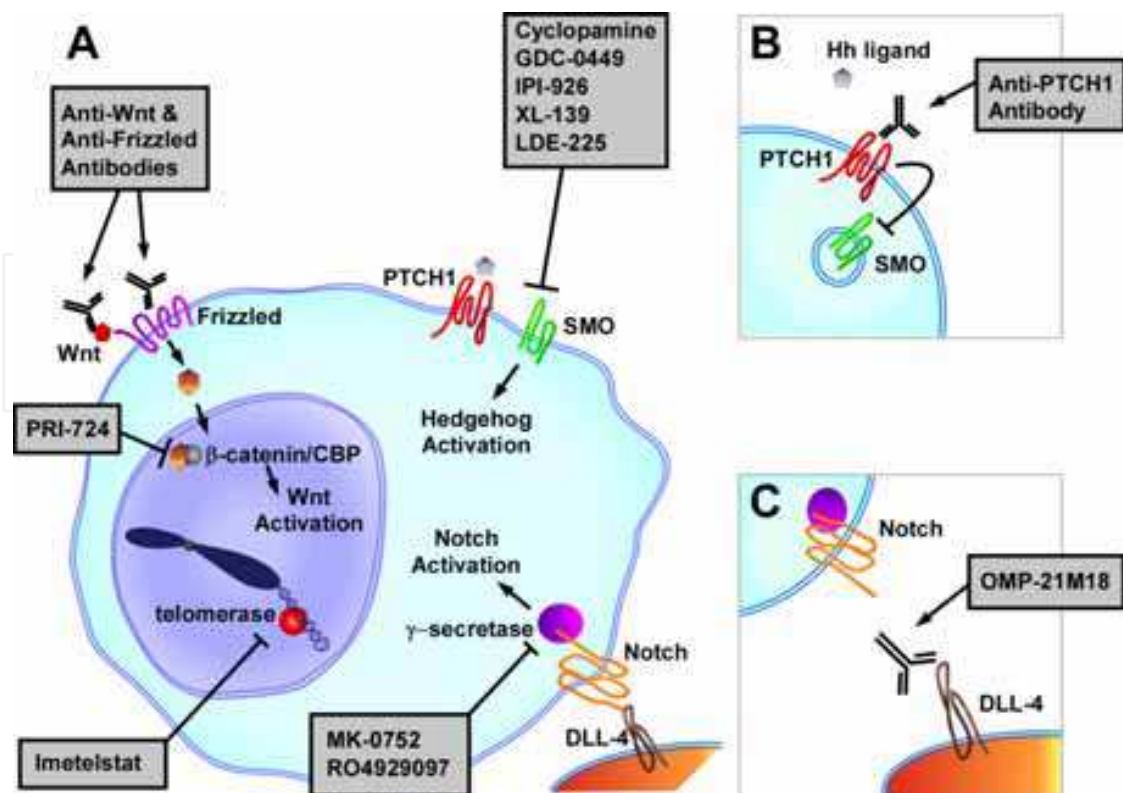 A
Anti-Wnt &
Anti-Frizzled
Antibodies
Cyclopamine
GDC-0449
IPI-926
XL-139
LDE-225
PTCH1
SMO
Frizzled
Wnt
Hedgehog
Activation
PRI-724
β-catenin/CBP
Wnt
Activation
Notch
Activation
telomerase
γ-secretase
Notch
DLL-4
Imetelstat
MK-0752
RO4929097
B
Hh ligand
Anti-PTCH1
Antibody
PTCH1
SMO
C
Notch
OMP-21M18
DLL-4